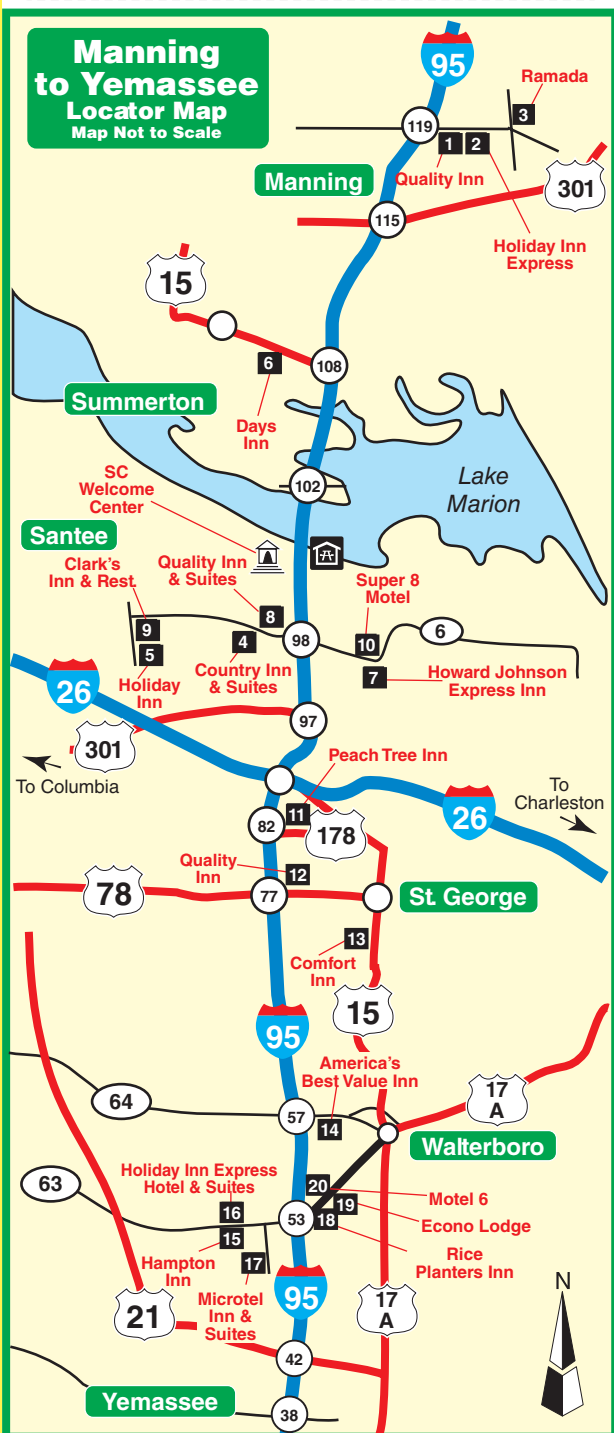 Manning
to Yemassee
Locator Map
Map Not to Scale
95
Ramada
3
119
1
2
Manning
Quality Inn
301
115
Holiday Inn
Express
15
108
6
Summerton
Days
Inn
102
Lake
Marion
SC
Welcome
Center
Santee
Clark's
Inn & Rest.
Quality Inn
& Suites
Super 8
Motel
8
9
4
98
10
6
5
Country Inn
& Suites
7
Howard Johnson
Express Inn
Holiday
Inn
26
97
301
Peach Tree Inn
To Columbia
To
Charleston
26
11
82
178
Quality
Inn
12
78
77
St. George
13
Comfort
Inn
15
95
America's
Best Value Inn
17
A
64
57
14
Walterboro
Holiday Inn Express
Hotel & Suites
63
20
Motel 6
16
19
53
18
Econo Lodge
15
Hampton
Inn
17
Rice
Planters Inn
95
N
Microtel
Inn &
Suites
21
17
A
42
Yemassee
38